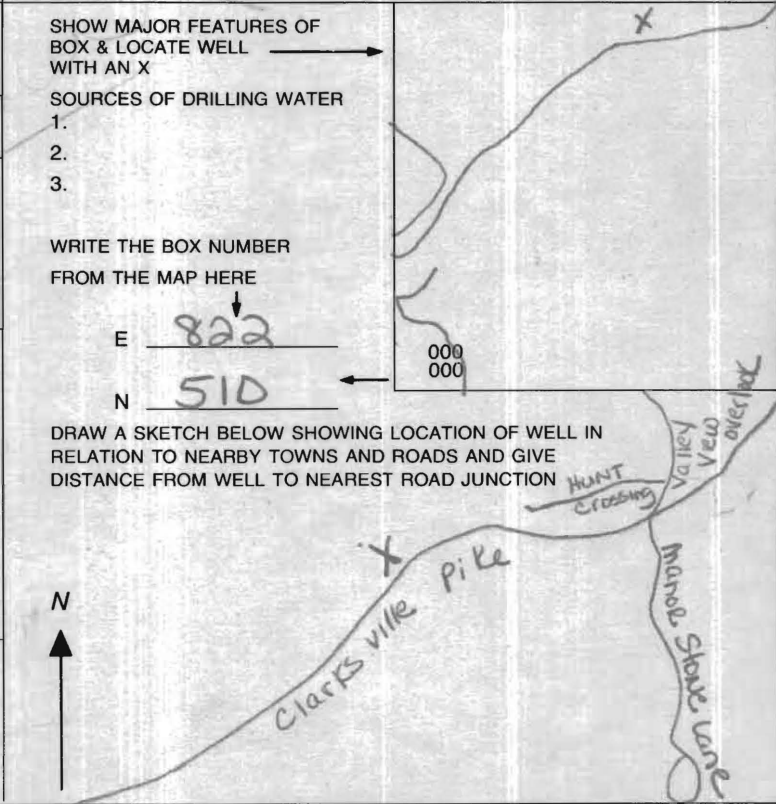 SHOW MAJOR FEATURES OF
BOX & LOCATE WELL
WITH AN X
X
SOURCES OF DRILLING WATER
1.
2.
3.
WRITE THE BOX NUMBER
FROM THE MAP HERE
E 822
N 510
000
000
DRAW A SKETCH BELOW SHOWING LOCATION OF WELL IN
RELATION TO NEARBY TOWNS AND ROADS AND GIVE
DISTANCE FROM WELL TO NEAREST ROAD JUNCTION
Valley
View
overlook
HUNT
Crossing
X
Clarksville Pike
Manor Stone Lane
N